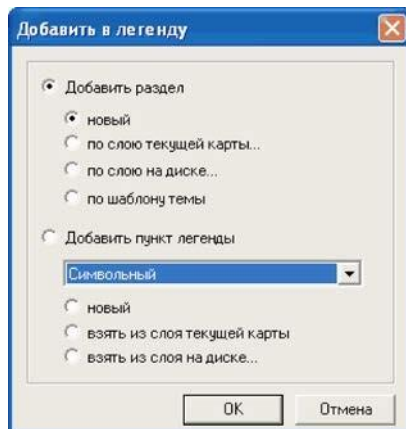 Добавить в легенду
Добавить раздел
новый
по слою текущей карты...
по слою на диске...
по шаблону темы
Добавить пункт легенды
Символьный
новый
взять из слоя текущей карты
взять из слоя на диске...
OK
Отмена